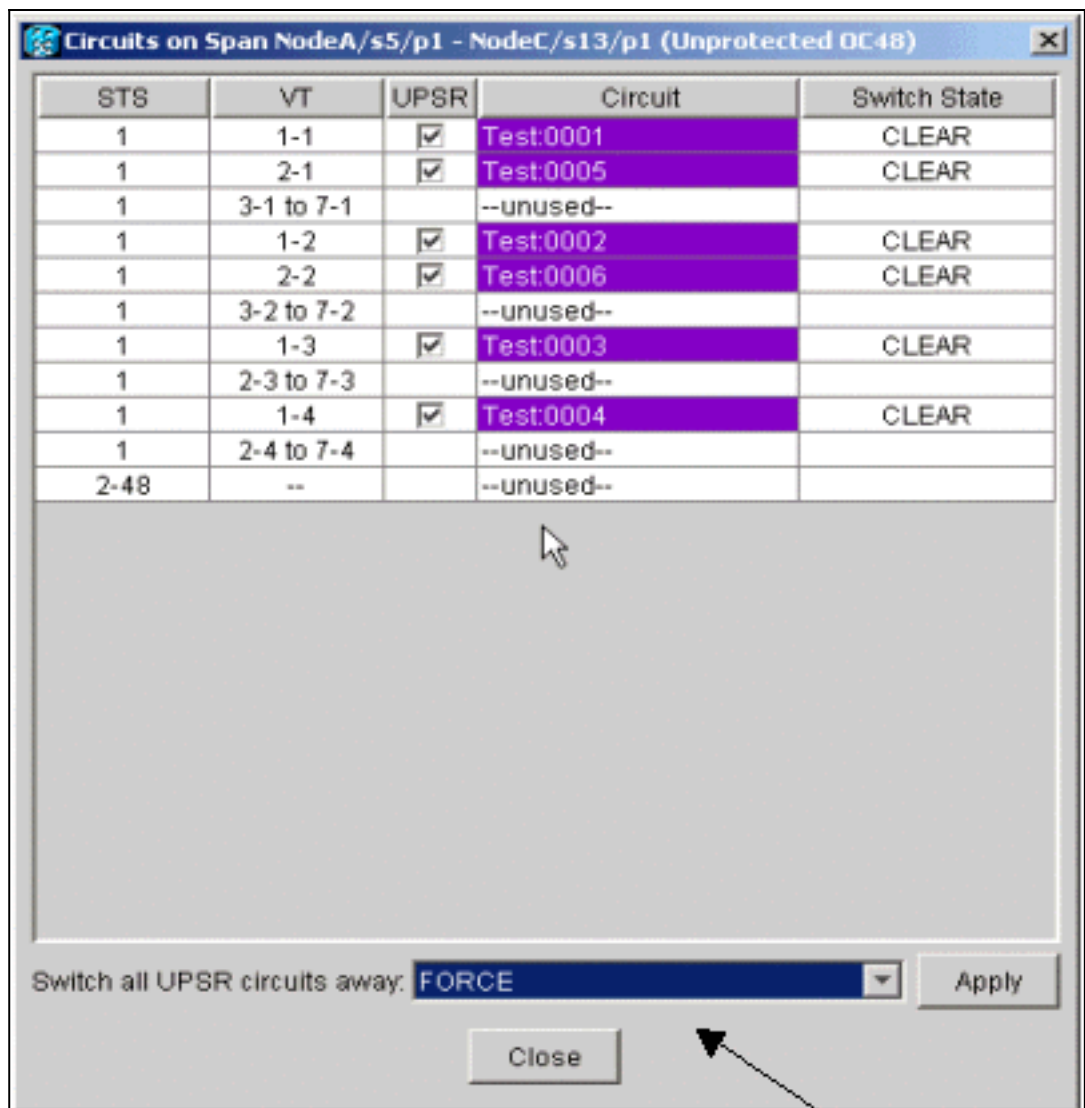 Circuits on Span NodeA/s5/p1 - NodeC/s13/p1 (Unprotected OC48)
STS VT UPSR Circuit Switch State
1 1-1 Test:0001 CLEAR
1 2-1 Test:0005 CLEAR
1 3-1 to 7-1 --unused--
1 1-2 Test:0002 CLEAR
1 2-2 Test:0006 CLEAR
1 3-2 to 7-2 --unused--
1 1-3 Test:0003 CLEAR
1 2-3 to 7-3 --unused--
1 1-4 Test:0004 CLEAR
1 2-4 to 7-4 --unused--
2-48 -- --unused--
Switch all UPSR circuits away: FORCE Apply
Close